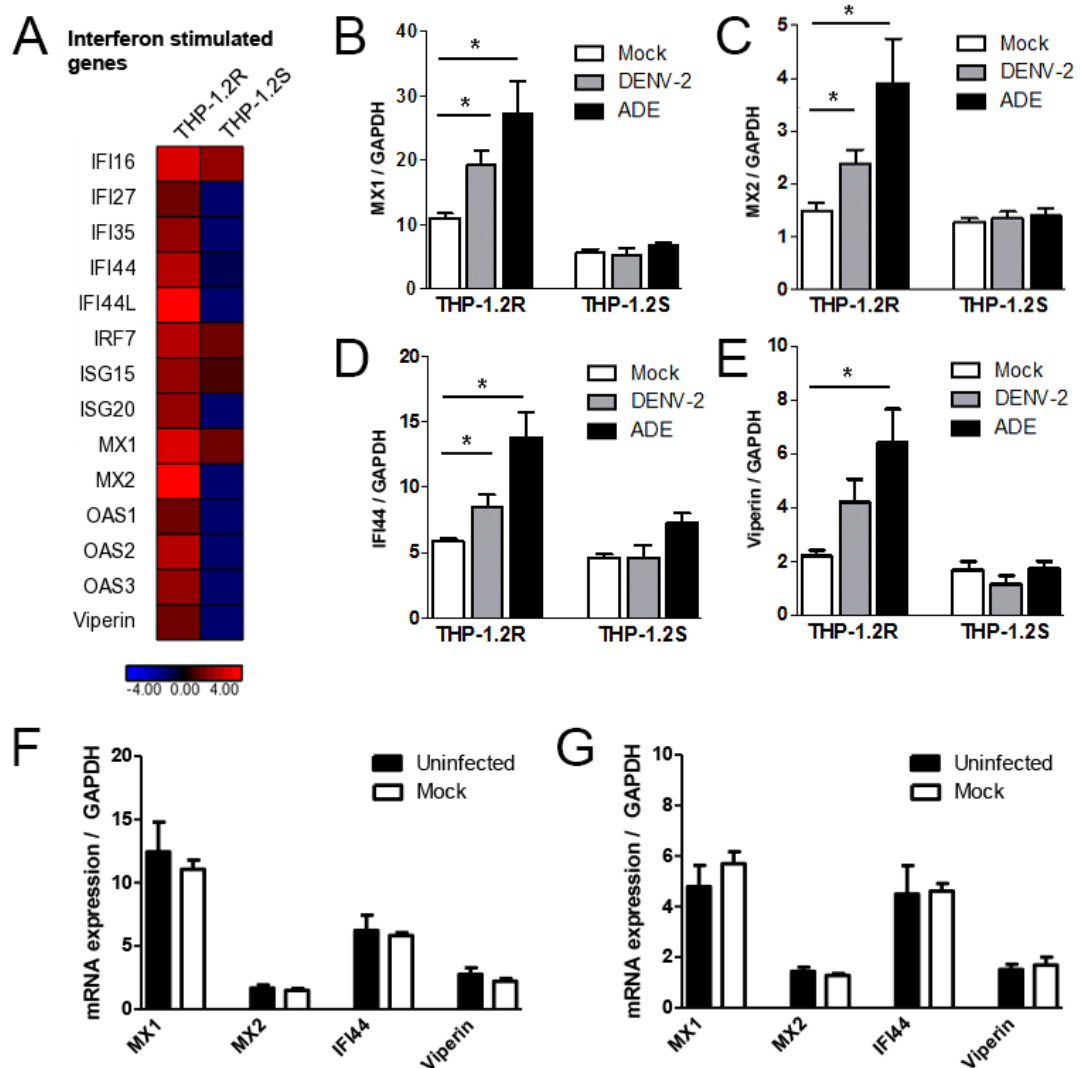 A
Interferon stimulated
genes
THP-1.2R
THP-1.2S
IFI16
IFI27
IFI35
IFI44
IFI44L
IRF7
ISG15
ISG20
MX1
MX2
OAS1
OAS2
OAS3
Viperin
-4.00 0.00 4.00
B
MX1 / GAPDH
40
30
20
10
0
*
*
Mock
DENV-2
ADE
THP-1.2R THP-1.2S
C
MX2 / GAPDH
5
4
3
2
1
0
*
*
Mock
DENV-2
ADE
THP-1.2R THP-1.2S
D
IFI44 / GAPDH
20
15
10
5
0
*
*
Mock
DENV-2
ADE
THP-1.2R THP-1.2S
E
Viperin / GAPDH
10
8
6
4
2
0
*
Mock
DENV-2
ADE
THP-1.2R THP-1.2S
F
mRNA expression / GAPDH
20
15
10
5
0
Uninfected
Mock
MX1 MX2 IFI44 Viperin
G
mRNA expression / GAPDH
10
8
6
4
2
0
Uninfected
Mock
MX1 MX2 IFI44 Viperin